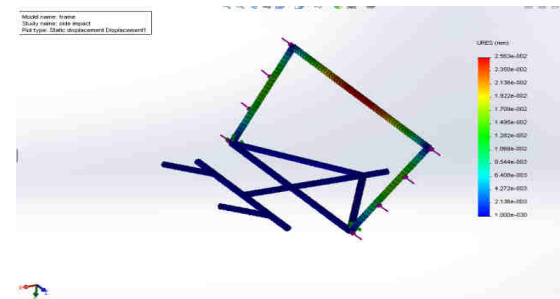 Model name: frame
Study name: side impact
Plot type: Static displacement Displacement1
URES (mm)
2.563e-002
2.350e-002
2.136e-002
1.922e-002
1.709e-002
1.495e-002
1.282e-002
1.068e-002
8.544e-003
6.408e-003
4.272e-003
2.136e-003
1.000e-030